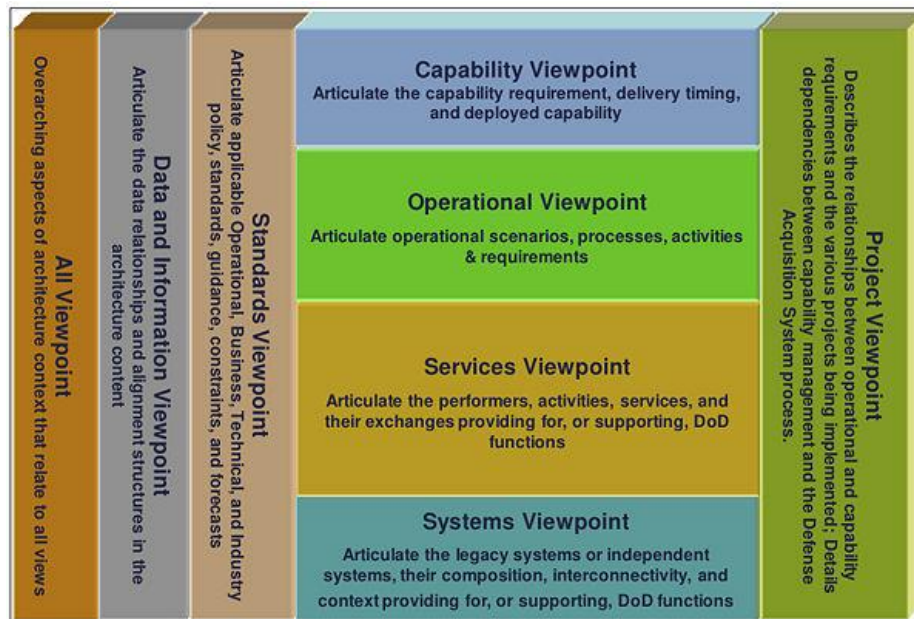 All Viewpoint
Overarching aspects of architecture context that relate to all views
Data and Information Viewpoint
Articulate the data relationships and alignment structures in the
architecture content
Standards Viewpoint
Articulate applicable Operational, Business, Technical, and Industry
policy, standards, guidance, constraints, and forecasts
Capability Viewpoint
Articulate the capability requirement, delivery timing,
and deployed capability
Operational Viewpoint
Articulate operational scenarios, processes, activities
& requirements
Services Viewpoint
Articulate the performers, activities, services, and
their exchanges providing for, or supporting, DoD
functions
Systems Viewpoint
Articulate the legacy systems or independent
systems, their composition, interconnectivity, and
context providing for, or supporting, DoD functions
Project Viewpoint
Describes the relationships between operational and capability
requirements and the various projects being implemented; Details
dependencies between capability management and the Defense
Acquisition System process.